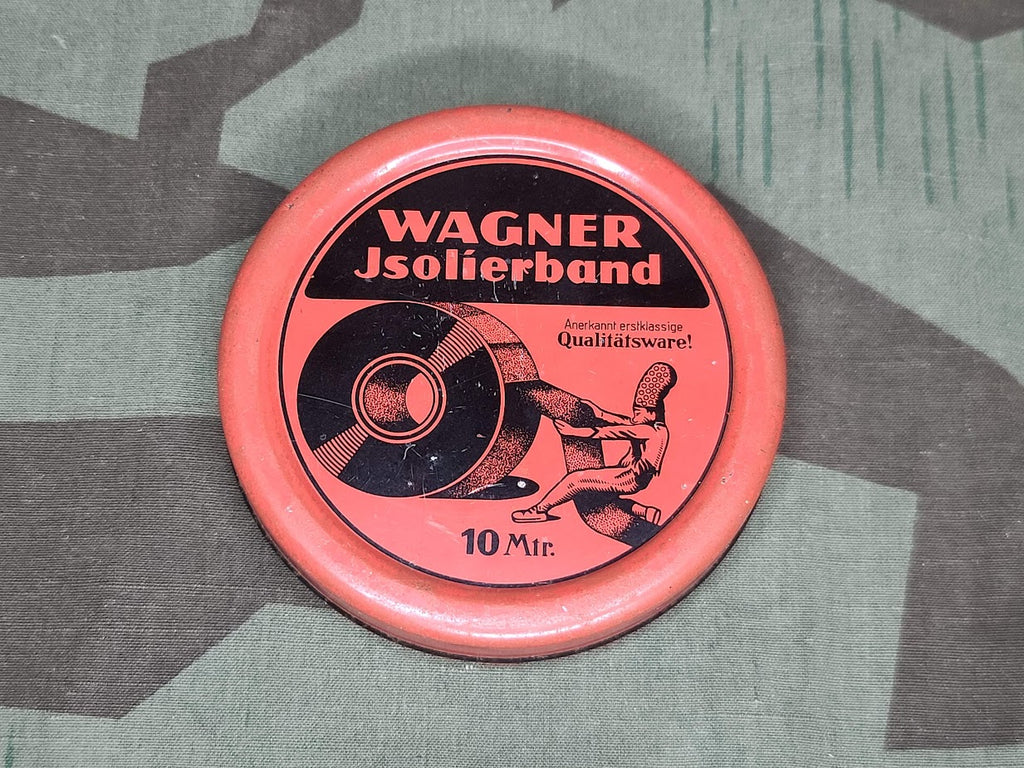 WAGNER
Jsolierband
Anerkannt erstklassige
Qualitätsware!
10 Mtr.